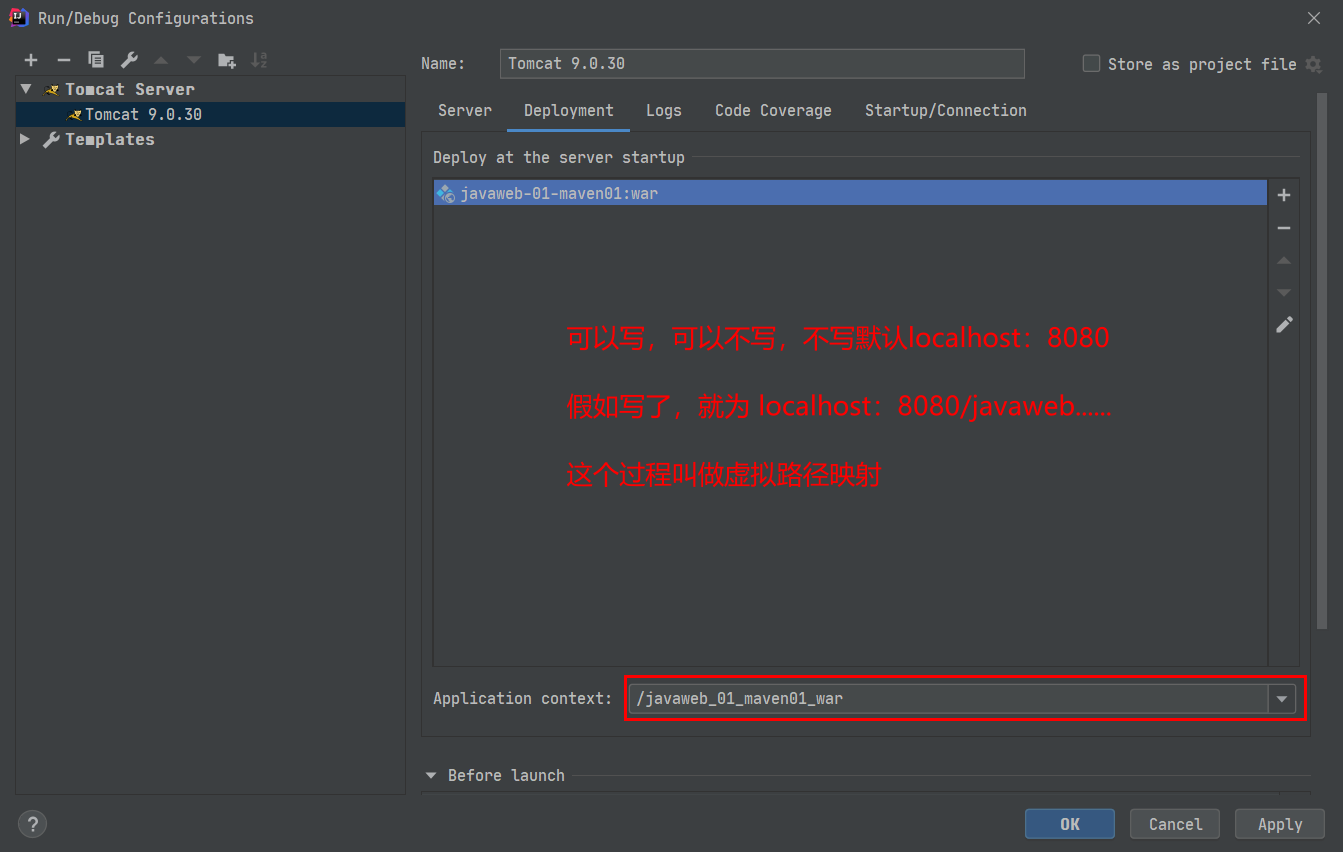 Run/Debug Configurations
Name:
Tomcat 9.0.30
Store as project file
Tomcat Server
Tomcat 9.0.30
Templates
Server
Deployment
Logs
Code Coverage
Startup/Connection
Deploy at the server startup
javaweb-01-maven01:war
可以写，可以不写，不写默认localhost：8080
假如写了，就为 localhost：8080/javaweb......
这个过程叫做虚拟路径映射
Application context:
/javaweb_01_maven01_war
Before launch
?
OK
Cancel
Apply